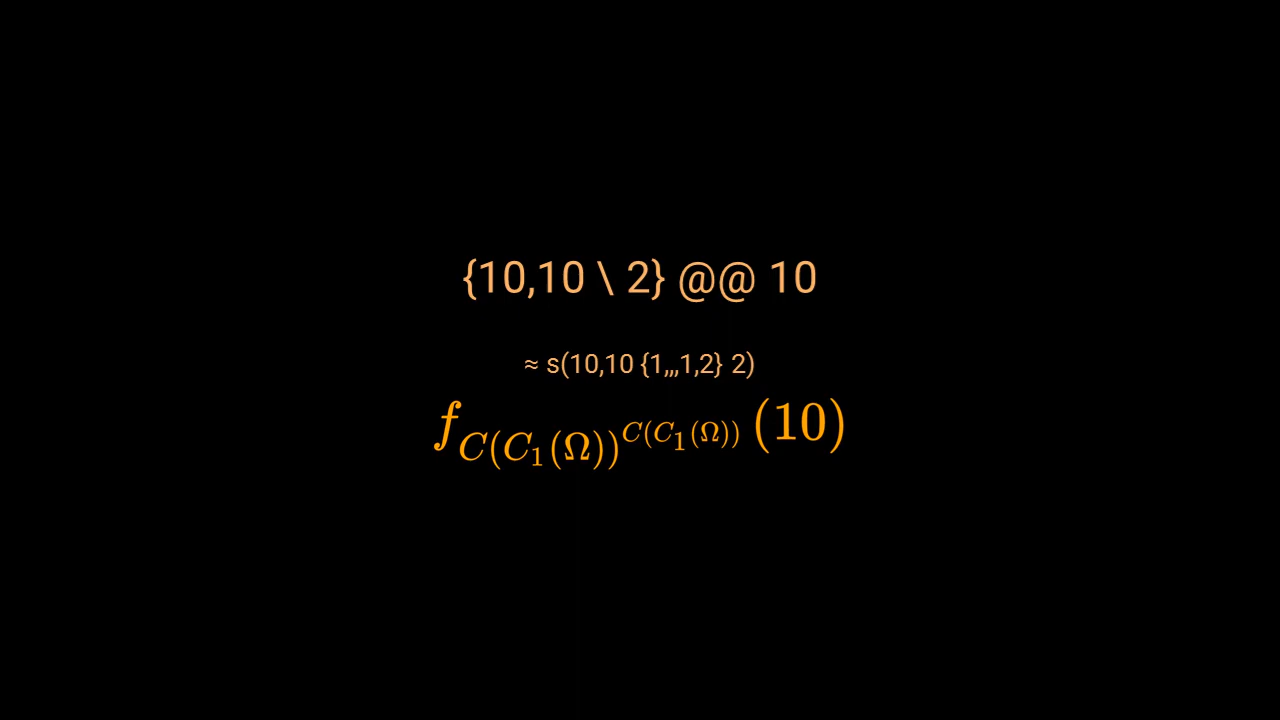 {10,10 \ 2} @@ 10
≈ s(10,10 {1,,,1,2} 2)
f_{C(C_1(Ω))^{C(C_1(Ω))}}(10)